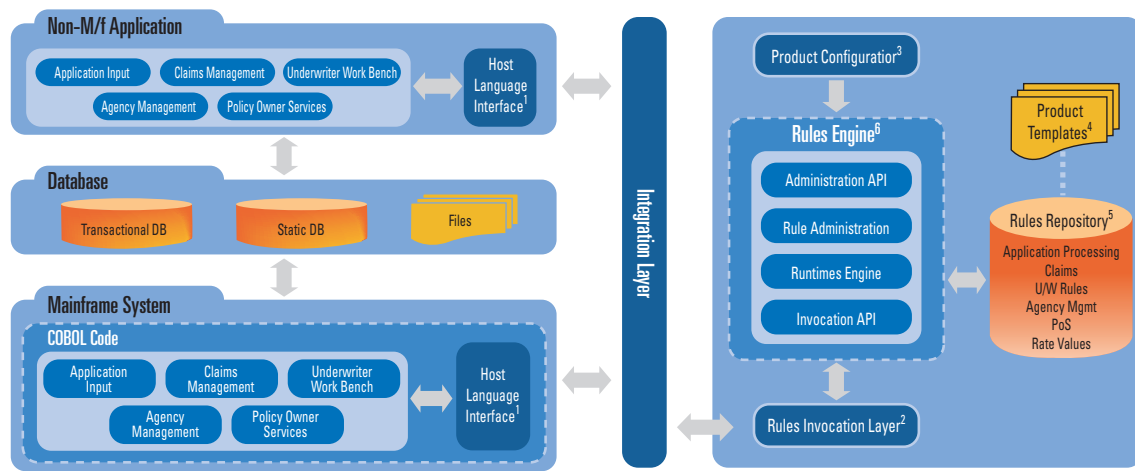 Non-M/f Application
Application Input
Claims Management
Underwriter Work Bench
Agency Management
Policy Owner Services
Host
Language
Interface1
Database
Transactional DB
Static DB
Files
Mainframe System
COBOL Code
Application
Input
Claims
Management
Underwriter
Work Bench
Agency
Management
Policy Owner
Services
Host
Language
Interface1
Integration Layer
Product Configuratior3
Rules Engine6
Administration API
Rule Administration
Runtimes Engine
Invocation API
Rules Invocation Layer2
Product
Templates4
Rules Repository5
Application Processing
Claims
U/W Rules
Agency Mgmt
PoS
Rate Values